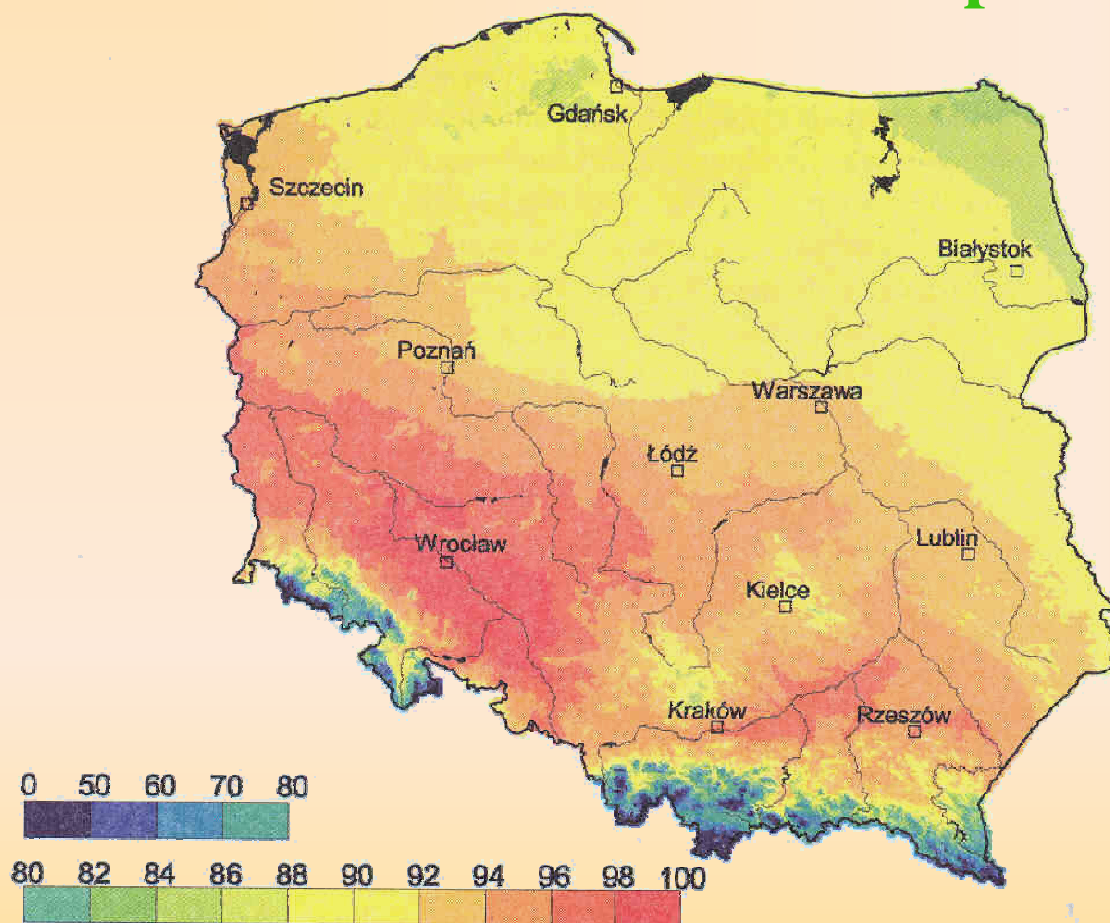 Gdańsk
Szczecin
Białystok
Poznań
Warszawa
Łódź
Wrocław
Lublin
Kielce
Kraków
Rzeszów
0 50 60 70 80
80 82 84 86 88 90 92 94 96 98 100
1.